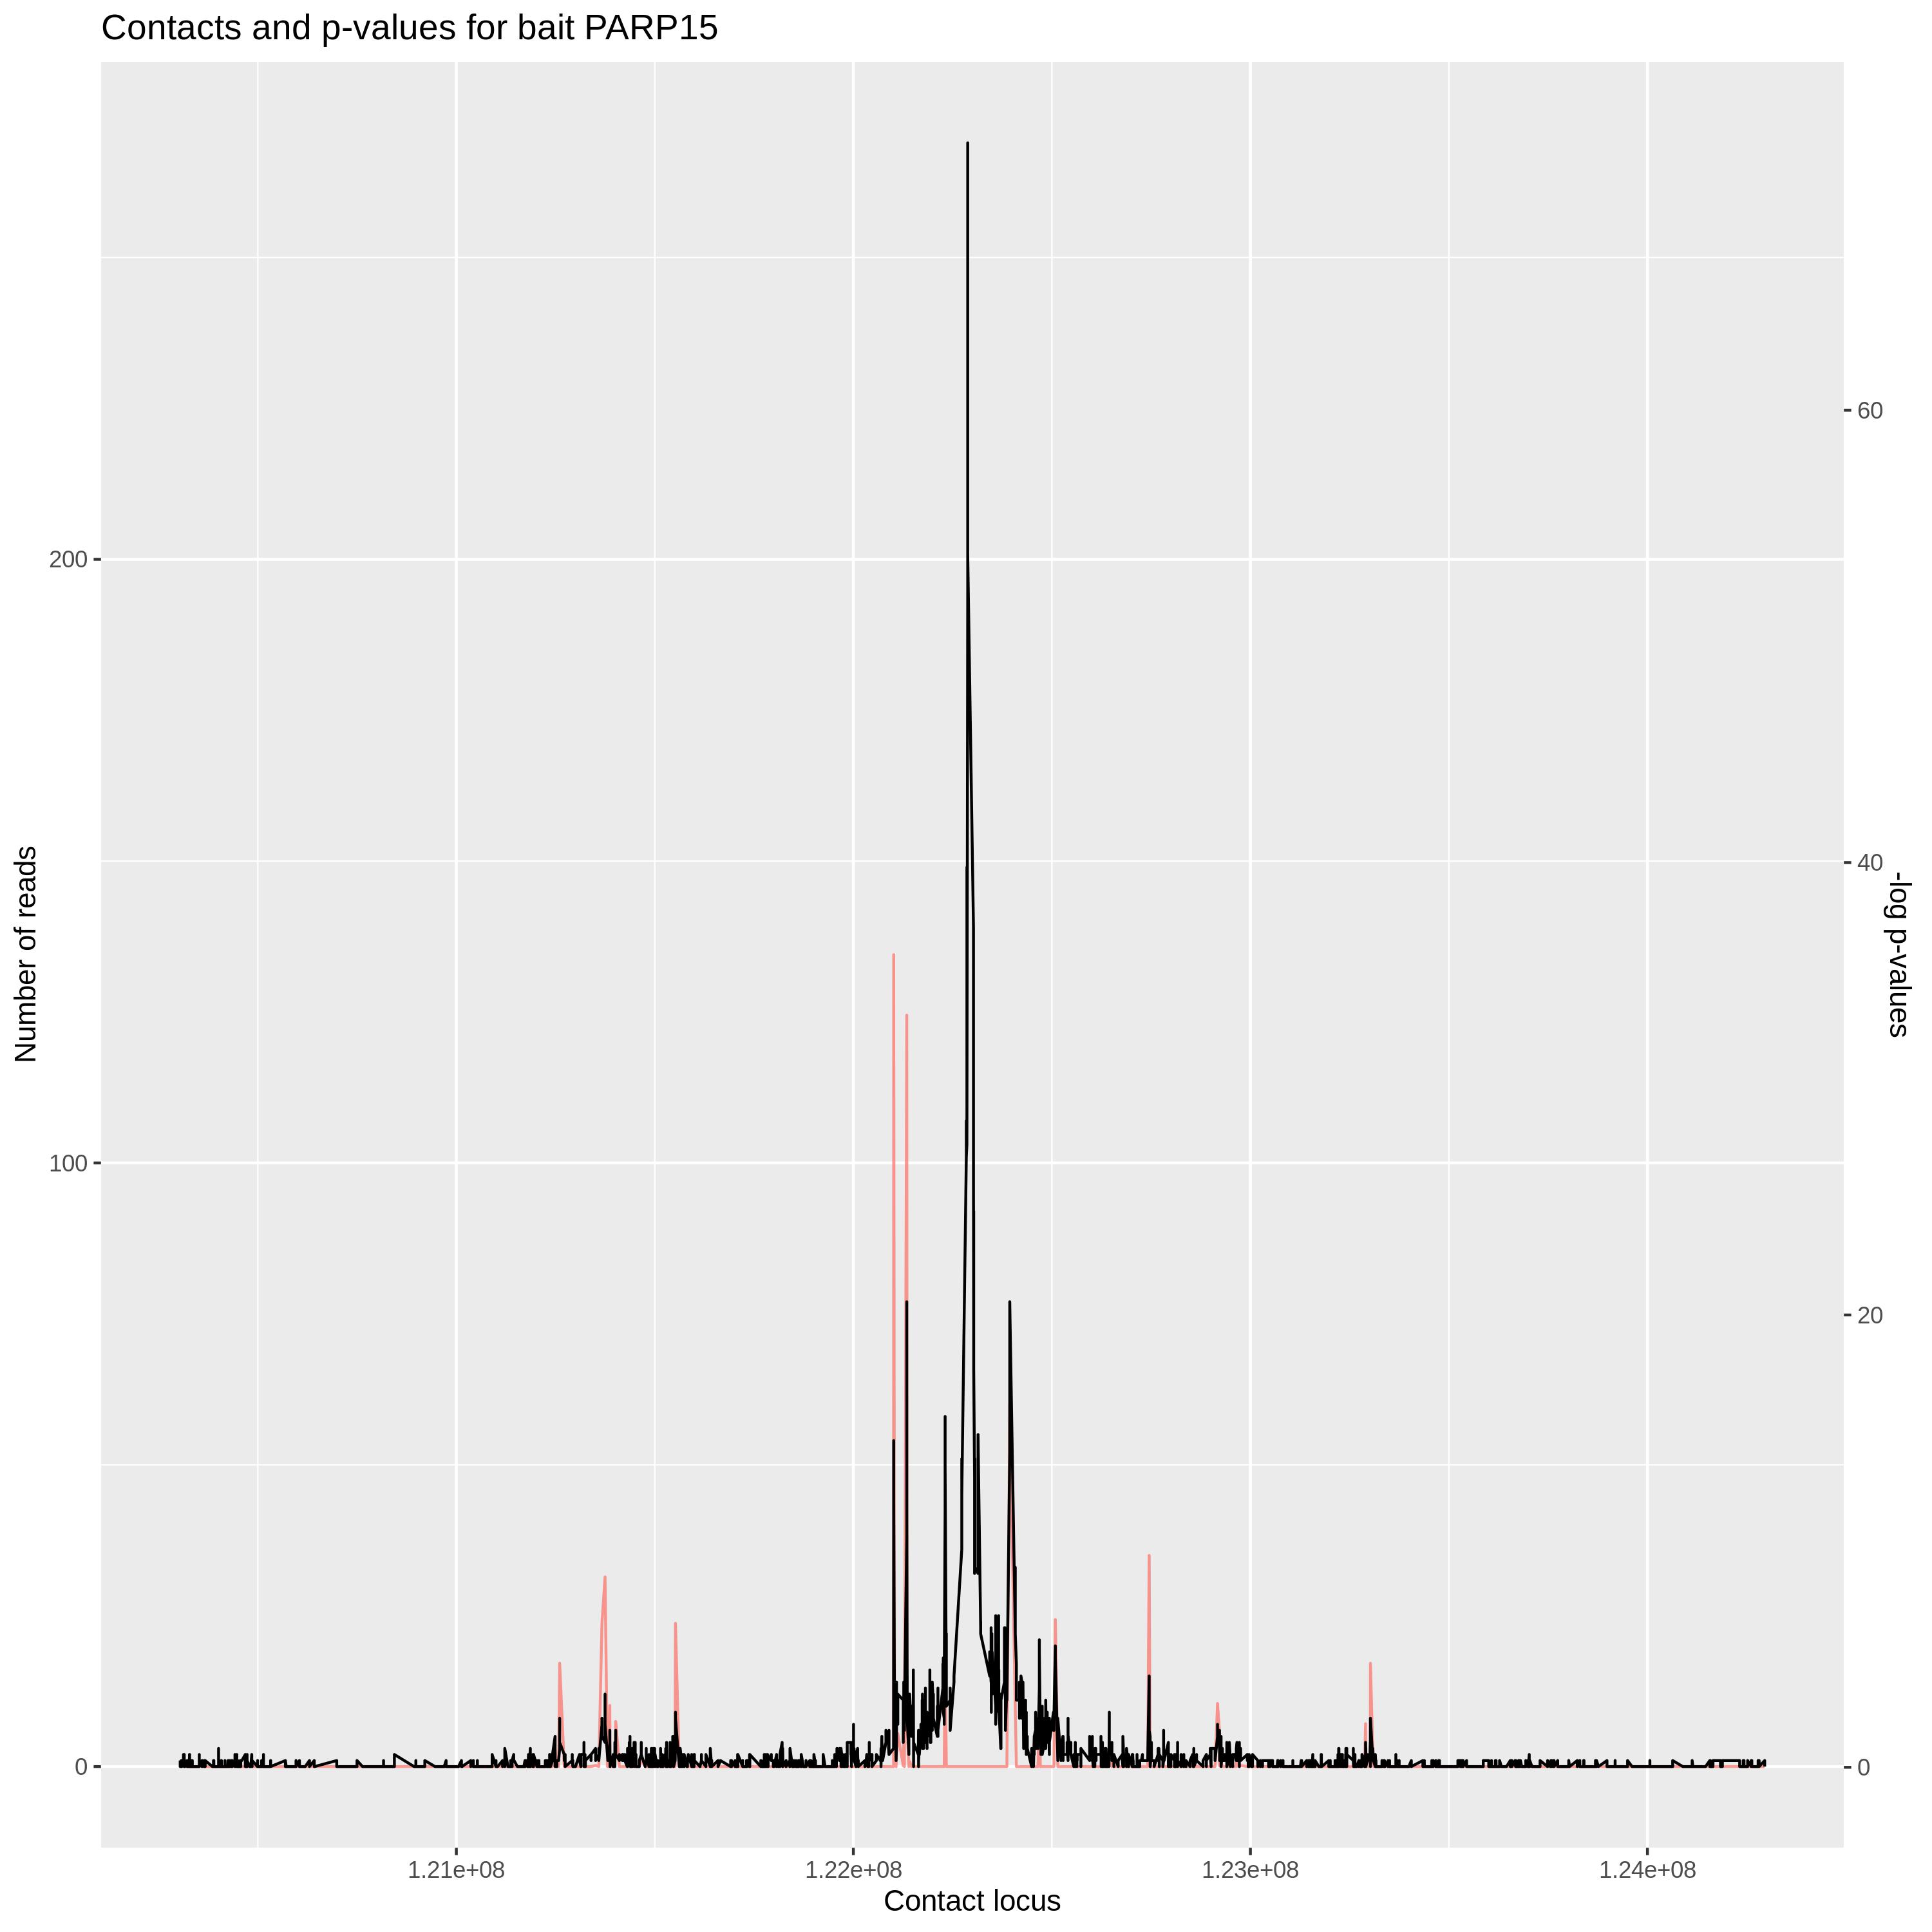 Contacts and p-values for bait PARP15
Number of reads
200
100
0
60
40
20
0
-log p-values
1.21e+08
1.22e+08
1.23e+08
1.24e+08
Contact locus